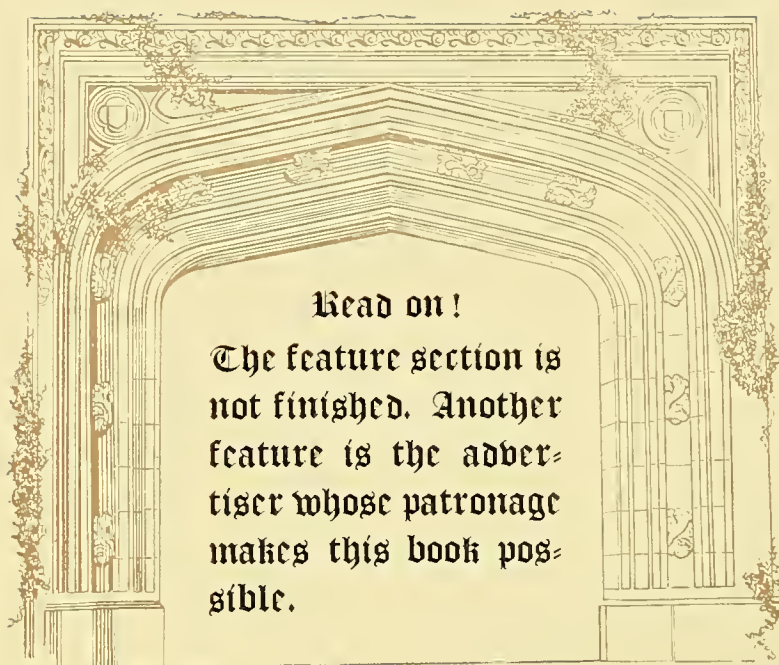 Read on!
The feature section is
not finished. Another
feature is the adver-
tiser whose patronage
makes this book pos-
sible.